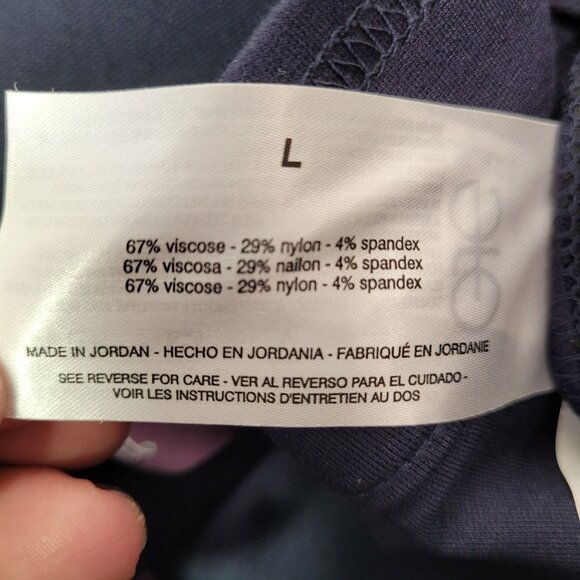 L
67% viscose - 29% nylon - 4% spandex
67% viscosa - 29% nailon - 4% spandex
67% viscose - 29% nylon - 4% spandex
MADE IN JORDAN - HECHO EN JORDANIA - FABRIQUÉ EN JORDANIE
SEE REVERSE FOR CARE - VER AL REVERSO PARA EL CUIDADO -
VOIR LES INSTRUCTIONS D'ENTRETIEN AU DOS